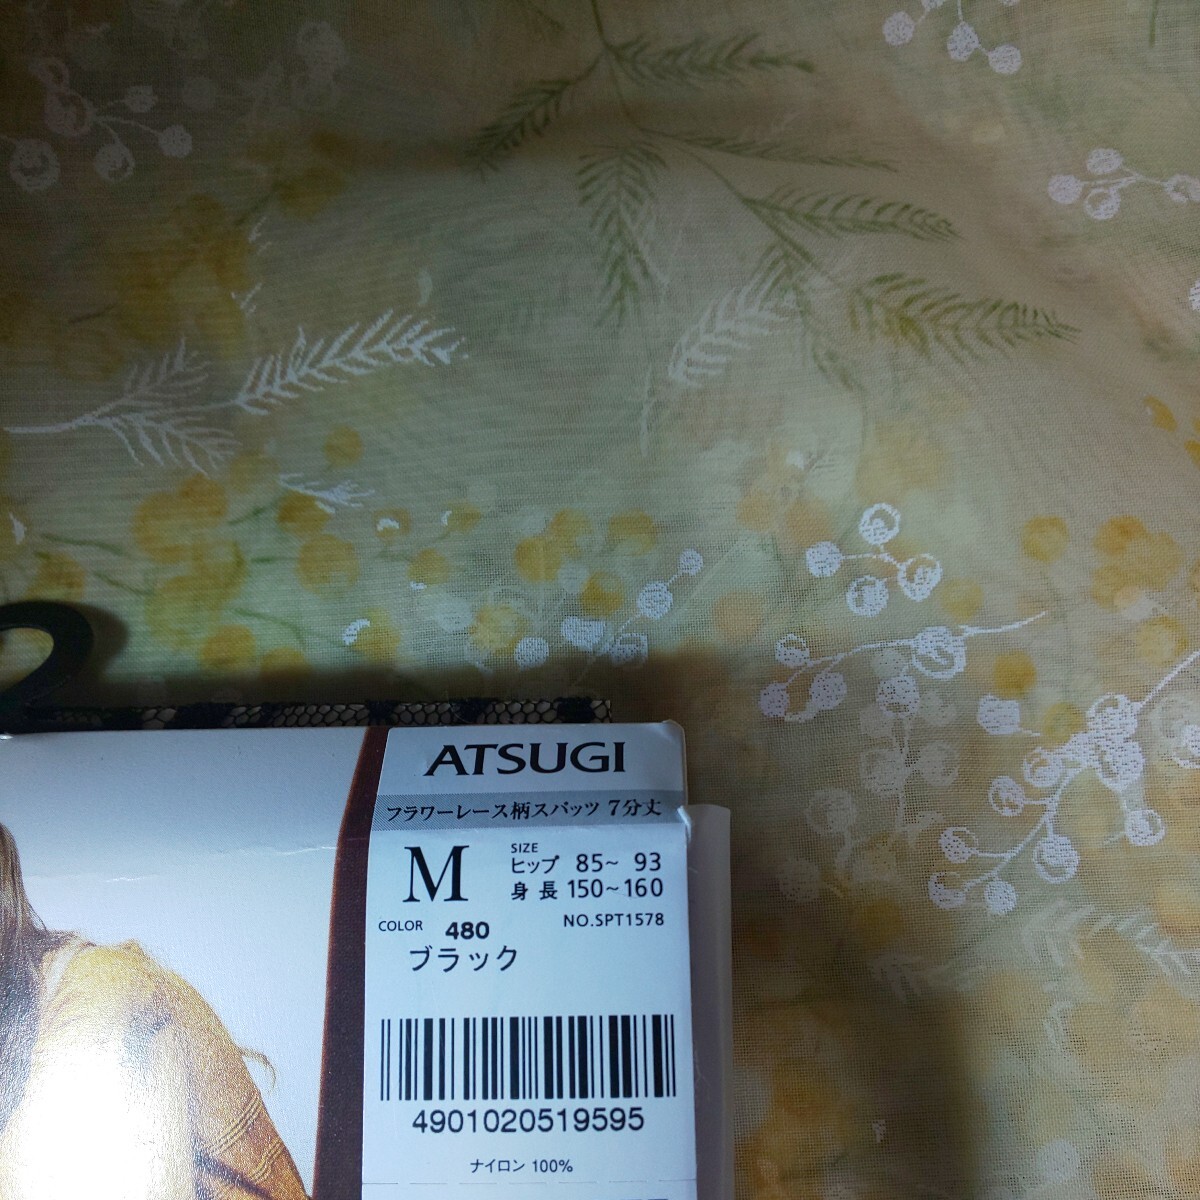 ATSUGI
フラワーレース柄スパッツ 7分丈
M
SIZE
ヒップ 85~ 93
身 長 150~160
COLOR 480
NO.SPT1578
ブラック
4901020519595
ナイロン 100%